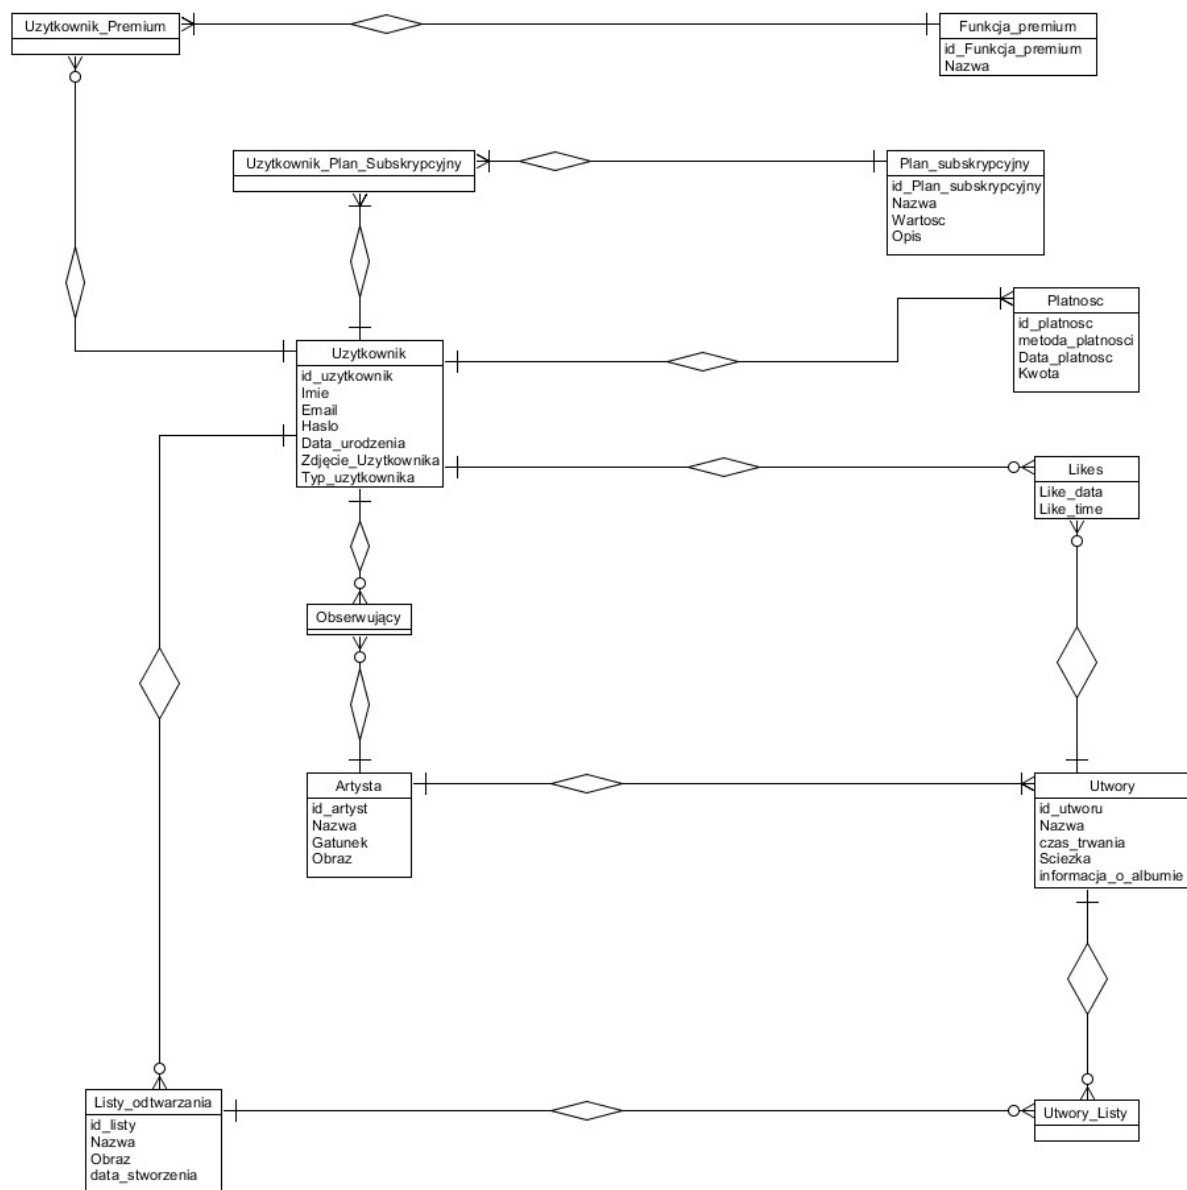 Uzytkownik_Premium
Funkcja_premium
id_Funkcja_premium
Nazwa
Uzytkownik_Plan_Subskrypcyjny
Plan_subskrypcyjny
id_Plan_subskrypcyjny
Nazwa
Wartosc
Opis
Platnosc
id_platnosc
metoda_platnosci
Data_platnosc
Kwota
Uzytkownik
id_uzytkownik
Imie
Email
Haslo
Data_urodzenia
Zdjęcie_Uzytkownika
Typ_uzytkownika
Likes
Like_data
Like_time
Obserwujący
Artysta
id_artyst
Nazwa
Gatunek
Obraz
Utwory
id_utworu
Nazwa
czas_trwania
Sciezka
informacja_o_albumie
Listy_odtwarzania
id_listy
Nazwa
Obraz
data_stworzenia
Utwory_Listy